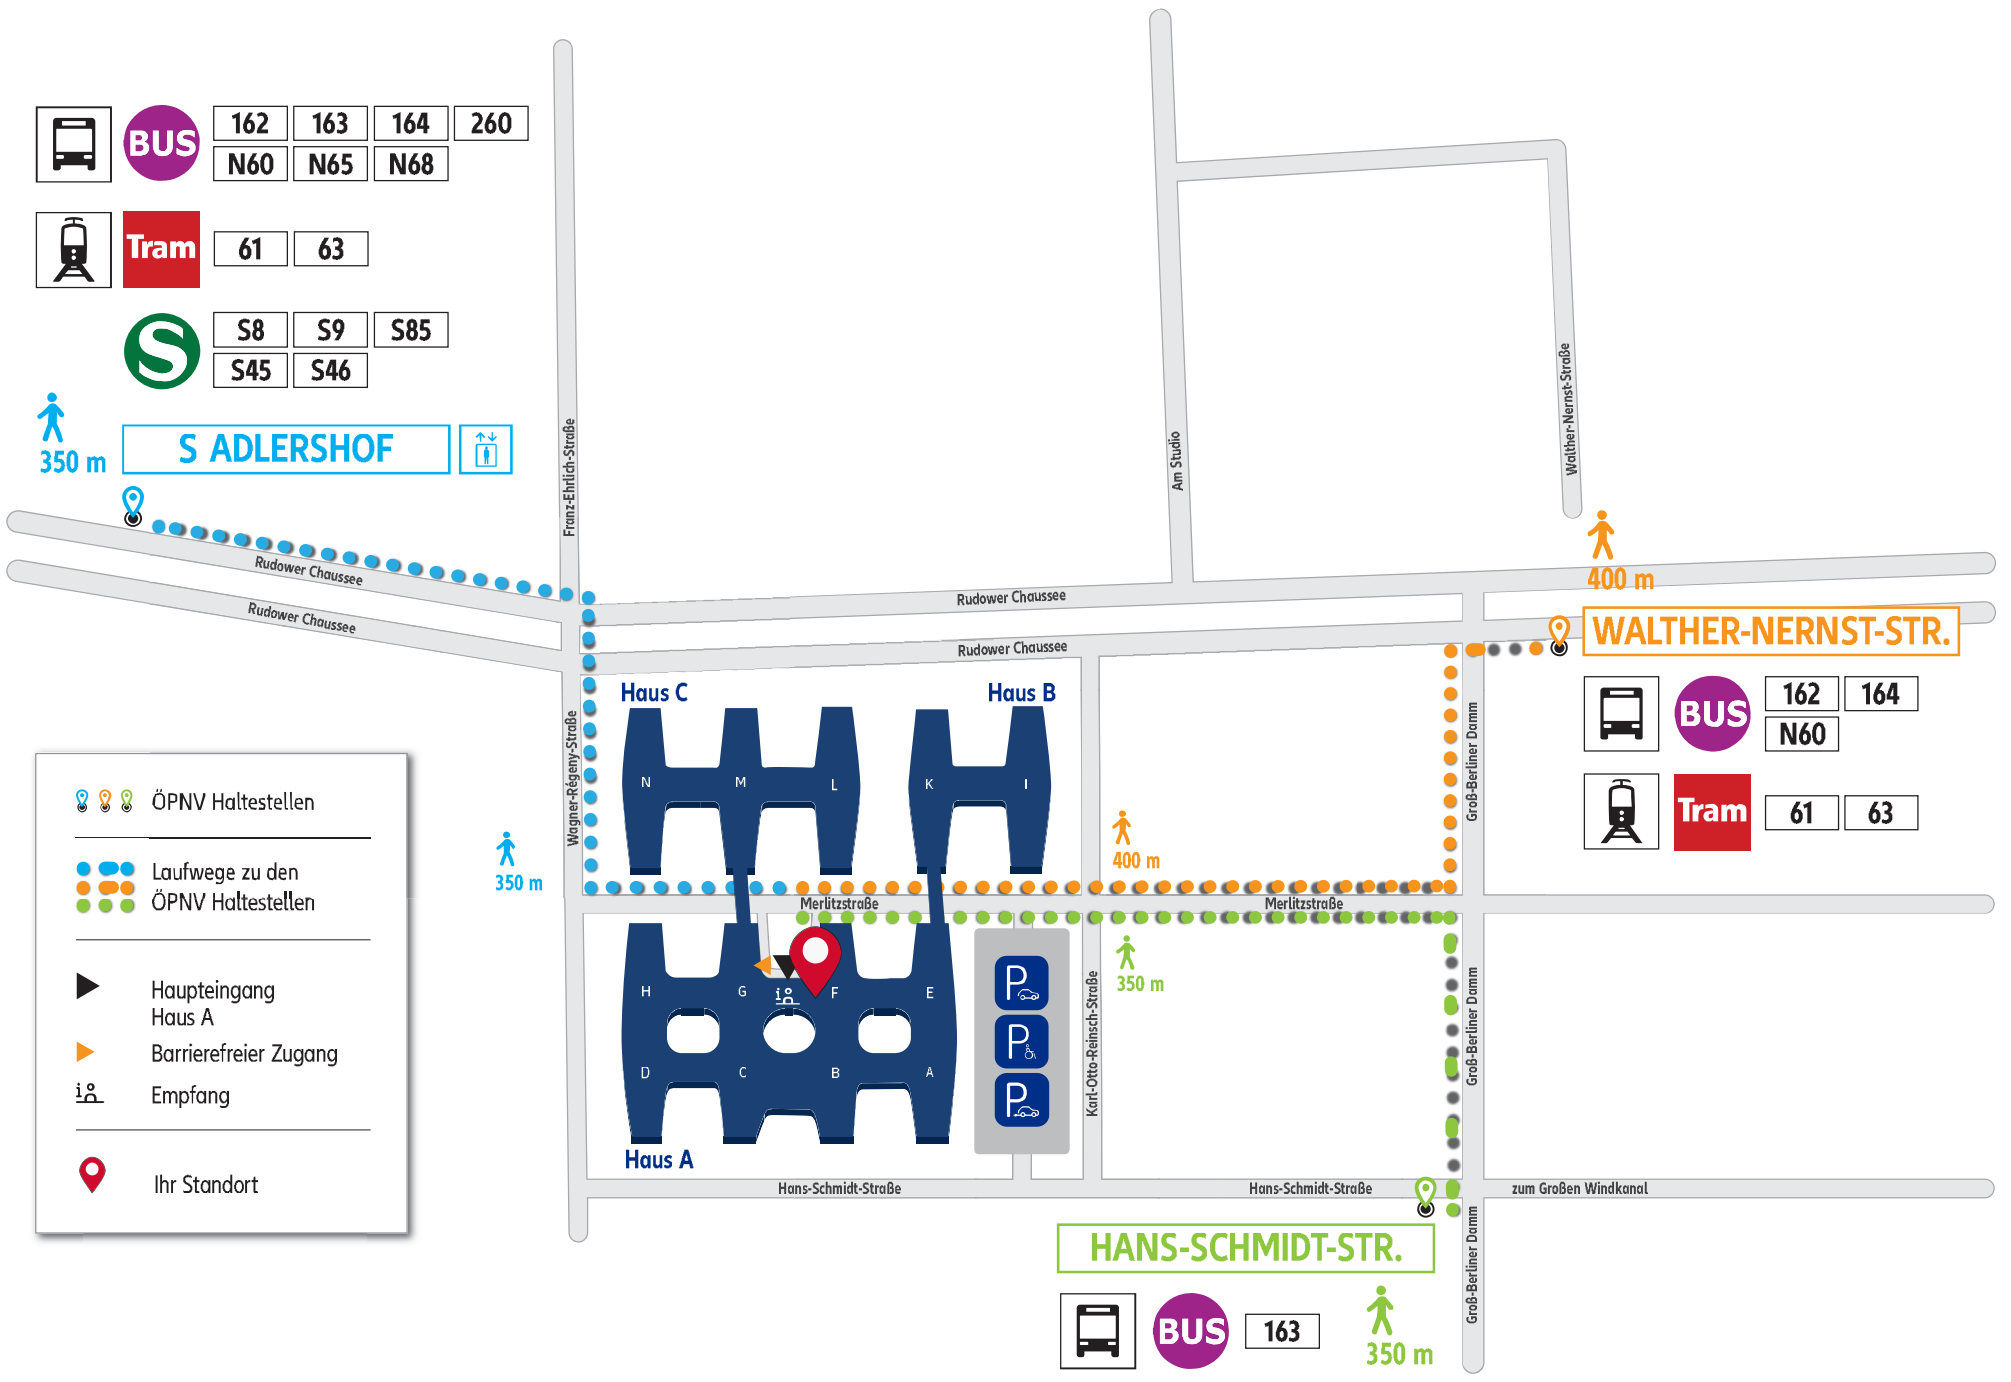 BUS
162 163 164 260
N60 N65 N68
Tram
61 63
S
S8 S9 S85
S45 S46
350 m
S ADLERSHOF
Franz-Ehrlich-Straße
Am Studio
Walther-Nernst-Straße
Rudower Chaussee
Rudower Chaussee
Rudower Chaussee
Rudower Chaussee
400 m
WALTHER-NERNST-STR.
BUS
162 164
N60
Tram
61 63
Haus C
Haus B
Wagner-Régeny-Straße
Groß-Berliner Damm
N M L K I
350 m
400 m
Merlitzstraße
Merlitzstraße
350 m
H G F E
i
D C B A
P
P
P
Karl-Otto-Reinsch-Straße
Groß-Berliner Damm
Haus A
Hans-Schmidt-Straße
Hans-Schmidt-Straße
zum Großen Windkanal
Groß-Berliner Damm
HANS-SCHMIDT-STR.
BUS
163
350 m
ÖPNV Haltestellen
Laufwege zu den
ÖPNV Haltestellen
Haupteingang
Haus A
Barrierefreier Zugang
i
Empfang
Ihr Standort